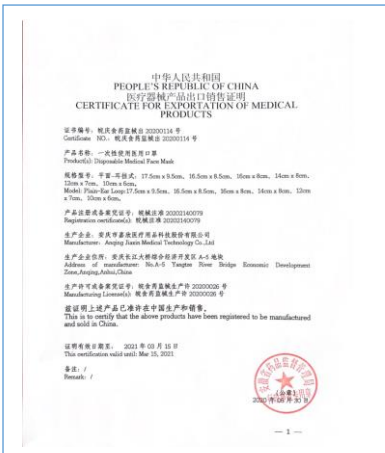 中华人民共和国
PEOPLE'S REPUBLIC OF CHINA
医疗器械产品出口销售证明
CERTIFICATE FOR EXPORTATION OF MEDICAL
PRODUCTS
证书编号：皖庆食药监械出 20200114 号
Certificate NO.：皖庆食药监械出 20200114 号
产品名称：一次性使用医用口罩
Product(s): Disposable Medical Face Mask
规格型号：平面-耳挂式：17.5cm x 9.5cm、16.5cm x 8.5cm、16cm x 8cm、14cm x 8cm、
12cm x 7cm、10cm x 6cm。
Model: Plain-Ear Loop:17.5cm x 9.5cm、16.5cm x 8.5cm、16cm x 8cm、14cm x 8cm、12cm
x 7cm、10cm x 6cm。
产品注册或备案凭证号：皖械注准 20202140079
Registration certificate(s): 皖械注准 20202140079
生产企业：安庆市嘉欣医疗用品科技股份有限公司
Manufacturer: Anqing Jiaxin Medical Technology Co.,Ltd
生产企业住所：安庆长江大桥综合经济开发区 A-5 地块
Address of manufacturer: No.A-5 Yangtze River Bridge Economic Development
Zone,Anqing,Anhui,China
生产许可或备案凭证号：皖食药监械生产许 20200026 号
Manufacturing License(s): 皖食药监械生产许 20200026 号
兹证明上述产品已准许在中国生产和销售。
This is to certify that the above products have been registered to be manufactured
and sold in China.
证明有效日期至： 2021 年 03 月 15 日
This certification valid until: Mar 15, 2021
备注： /
Remark: /
— 1 —